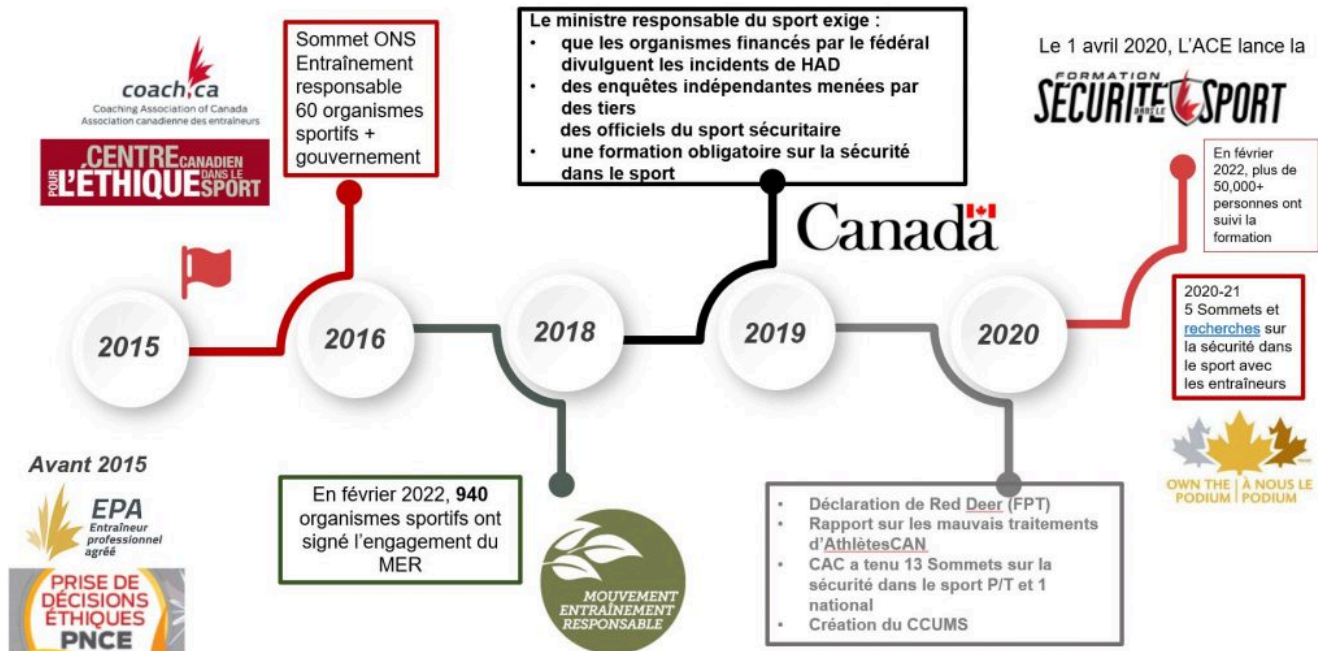 coach.ca
Coaching Association of Canada
Association canadienne des entraîneurs
CENTRE CANADIEN
POUR L'ÉTHIQUE DANS LE SPORT
Sommet ONS
Entraînement
responsable
60 organismes
sportifs +
gouvernement
Le ministre responsable du sport exige :
• que les organismes financés par le fédéral
divulguent les incidents de HAD
• des enquêtes indépendantes menées par
des tiers
des officiels du sport sécuritaire
• une formation obligatoire sur la sécurité
dans le sport
Canada
Le 1 avril 2020, L'ACE lance la
FORMATION
SÉCURITÉ DANS LE SPORT
En février
2022, plus de
50,000+
personnes ont
suivi la
formation
2015
2016
2018
2019
2020
2020-21
5 Sommets et
recherches sur
la sécurité dans
le sport avec
les entraîneurs
OWN THE | À NOUS LE
PODIUM | PODIUM
Avant 2015
EPA
Entraîneur
professionnel
agréé
PRISE DE
DÉCISIONS
ÉTHIQUES
PNCE
En février 2022, 940
organismes sportifs ont
signé l'engagement du
MER
MOUVEMENT
ENTRAÎNEMENT
RESPONSABLE
• Déclaration de Red Deer (FPT)
• Rapport sur les mauvais traitements
d'AthlètesCAN
• CAC a tenu 13 Sommets sur la
sécurité dans le sport P/T et 1
national
• Création du CCUMS